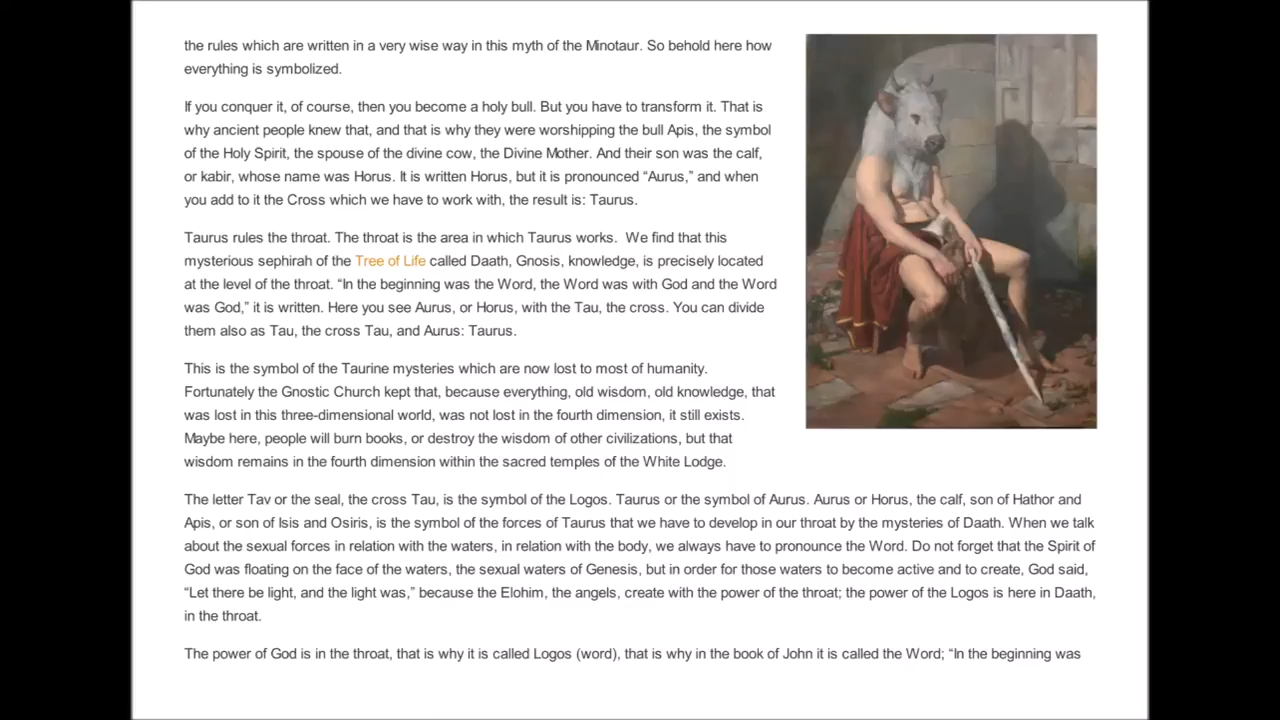 the rules which are written in a very wise way in this myth of the Minotaur. So behold here how
everything is symbolized.
If you conquer it, of course, then you become a holy bull. But you have to transform it. That is
why ancient people knew that, and that is why they were worshipping the bull Apis, the symbol
of the Holy Spirit, the spouse of the divine cow, the Divine Mother. And their son was the calf,
or kabir, whose name was Horus. It is written Horus, but it is pronounced “Aurus,” and when
you add to it the Cross which we have to work with, the result is: Taurus.
Taurus rules the throat. The throat is the area in which Taurus works.  We find that this
mysterious sephirah of the Tree of Life called Daath, Gnosis, knowledge, is precisely located
at the level of the throat. “In the beginning was the Word, the Word was with God and the Word
was God,” it is written. Here you see Aurus, or Horus, with the Tau, the cross. You can divide
them also as Tau, the cross Tau, and Aurus: Taurus.
This is the symbol of the Taurine mysteries which are now lost to most of humanity.
Fortunately the Gnostic Church kept that, because everything, old wisdom, old knowledge, that
was lost in this three-dimensional world, was not lost in the fourth dimension, it still exists.
Maybe here, people will burn books, or destroy the wisdom of other civilizations, but that
wisdom remains in the fourth dimension within the sacred temples of the White Lodge.
The letter Tav or the seal, the cross Tau, is the symbol of the Logos. Taurus or the symbol of Aurus. Aurus or Horus, the calf, son of Hathor and
Apis, or son of Isis and Osiris, is the symbol of the forces of Taurus that we have to develop in our throat by the mysteries of Daath. When we talk
about the sexual forces in relation with the waters, in relation with the body, we always have to pronounce the Word. Do not forget that the Spirit of
God was floating on the face of the waters, the sexual waters of Genesis, but in order for those waters to become active and to create, God said,
“Let there be light, and the light was,” because the Elohim, the angels, create with the power of the throat; the power of the Logos is here in Daath,
in the throat.
The power of God is in the throat, that is why it is called Logos (word), that is why in the book of John it is called the Word; “In the beginning was